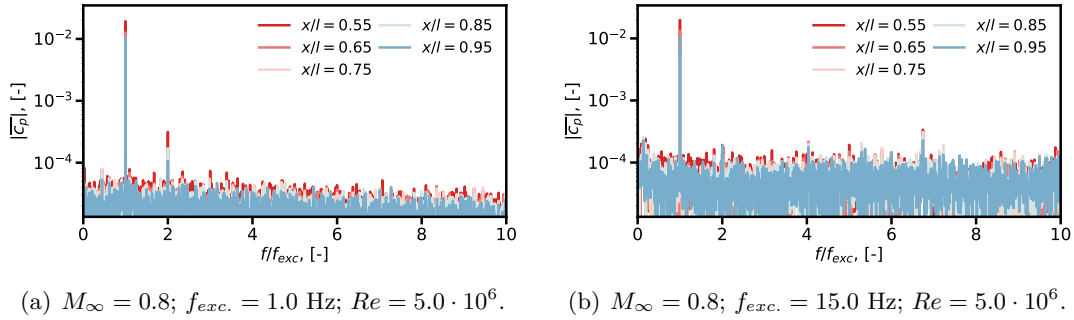 10⁻²
10⁻³
10⁻⁴
|c̅ₚ|, [-]
x/l = 0.55 x/l = 0.85
x/l = 0.65 x/l = 0.95
x/l = 0.75
0 2 4 6 8 10
f/f_exc, [-]
(a) M∞ = 0.8; f_exc. = 1.0 Hz; Re = 5.0 · 10⁶.
10⁻²
10⁻³
10⁻⁴
|c̅ₚ|, [-]
x/l = 0.55 x/l = 0.85
x/l = 0.65 x/l = 0.95
x/l = 0.75
0 2 4 6 8 10
f/f_exc, [-]
(b) M∞ = 0.8; f_exc. = 15.0 Hz; Re = 5.0 · 10⁶.